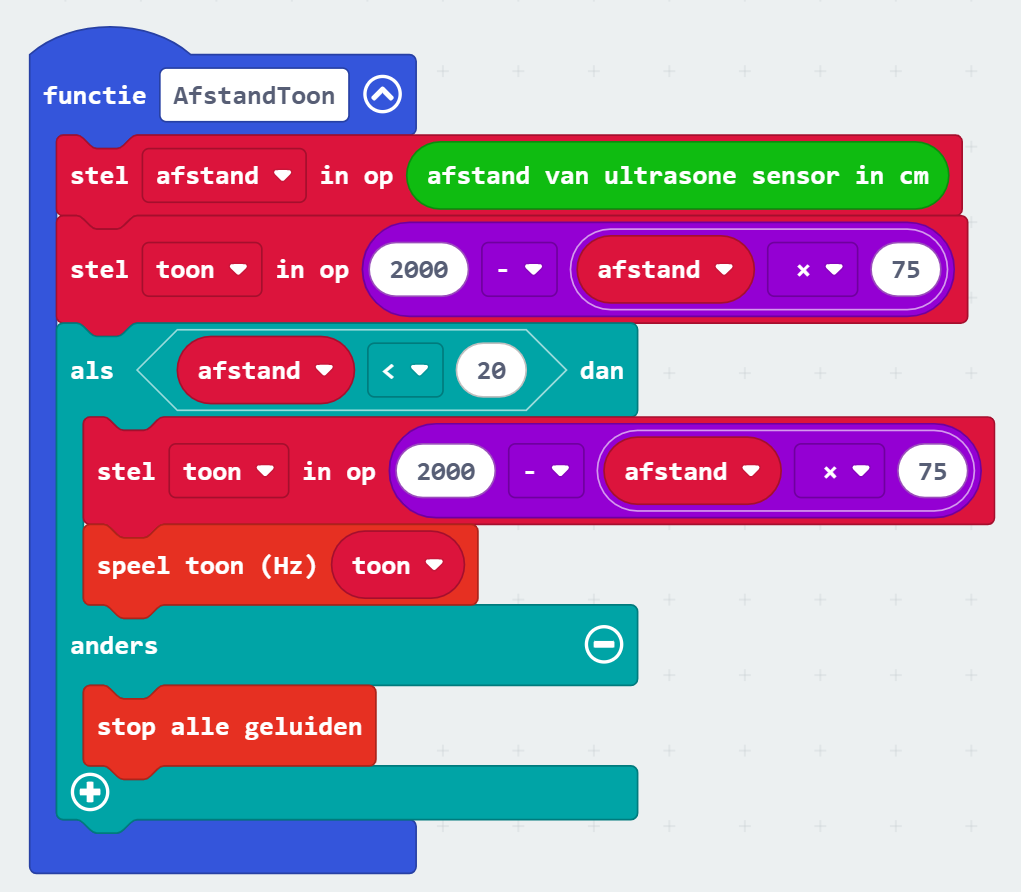 functie AfstandToon
stel afstand in op afstand van ultrasone sensor in cm
stel toon in op 2000 - afstand × 75
als afstand < 20 dan
stel toon in op 2000 - afstand × 75
speel toon (Hz) toon
anders
stop alle geluiden